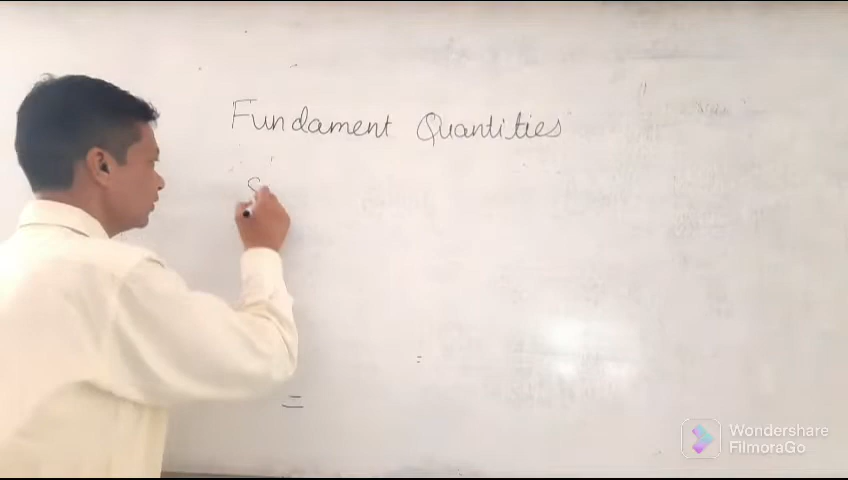 Fundament Quantities
S
=
=
Wondershare
FilmoraGo